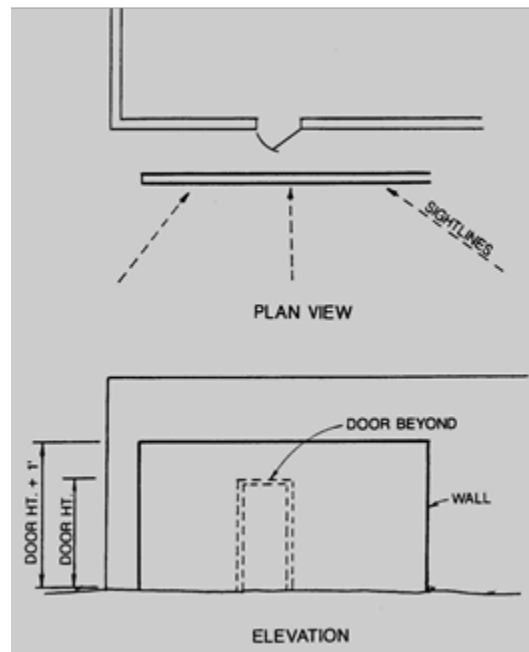 SIGHTLINES
PLAN VIEW
DOOR BEYOND
DOOR HT. + 1'
DOOR HT.
WALL
ELEVATION